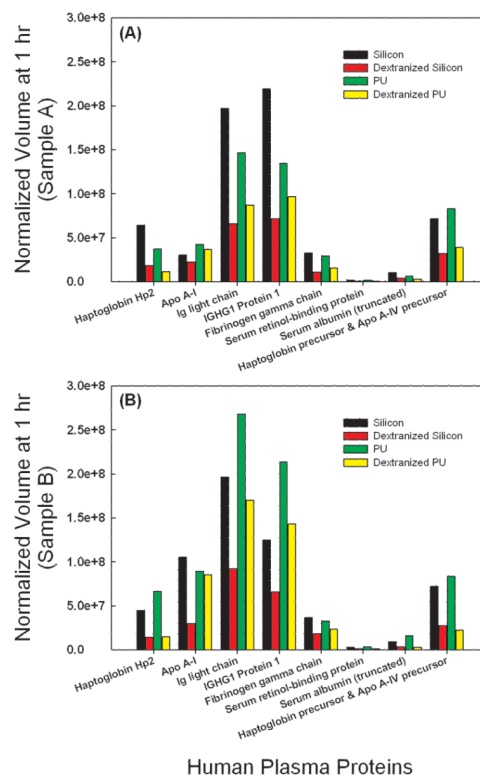 Normalized Volume at 1 hr
(Sample A)
3.0e+8
2.5e+8
2.0e+8
1.5e+8
1.0e+8
5.0e+7
0.0
(A)
Silicon
Dextranized Silicon
PU
Dextranized PU
Haptoglobin Hp2
Apo A-I
Ig light chain
IGHG1 Protein 1
Fibrinogen gamma chain
Serum retinol-binding protein
Serum albumin (truncated)
Haptoglobin precursor & Apo A-IV precursor
Normalized Volume at 1 hr
(Sample B)
3.0e+8
2.5e+8
2.0e+8
1.5e+8
1.0e+8
5.0e+7
0.0
(B)
Silicon
Dextranized Silicon
PU
Dextranized PU
Haptoglobin Hp2
Apo A-I
Ig light chain
IGHG1 Protein 1
Fibrinogen gamma chain
Serum retinol-binding protein
Serum albumin (truncated)
Haptoglobin precursor & Apo A-IV precursor
Human Plasma Proteins